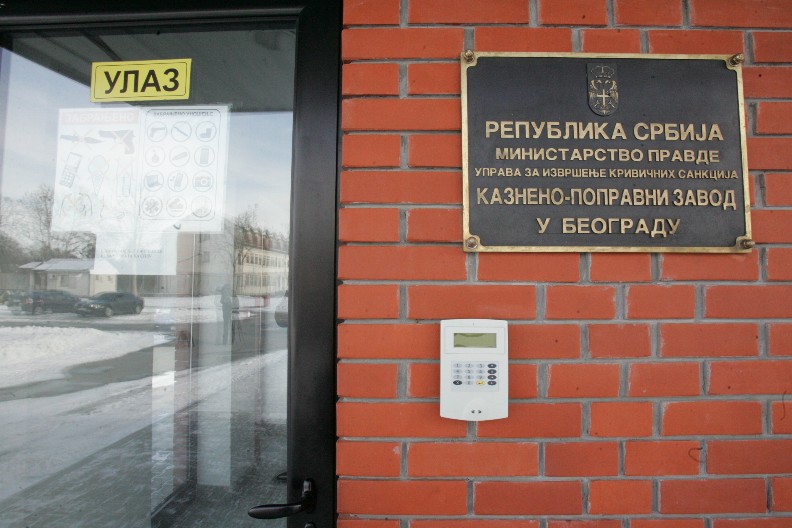 УЛАЗ
РЕПУБЛИКА СРБИЈА
МИНИСТАРСТВО ПРАВДЕ
УПРАВА ЗА ИЗВРШЕЊЕ КРИВИЧНИХ САНКЦИЈА
КАЗНЕНО-ПОПРАВНИ ЗАВОД
У БЕОГРАДУ